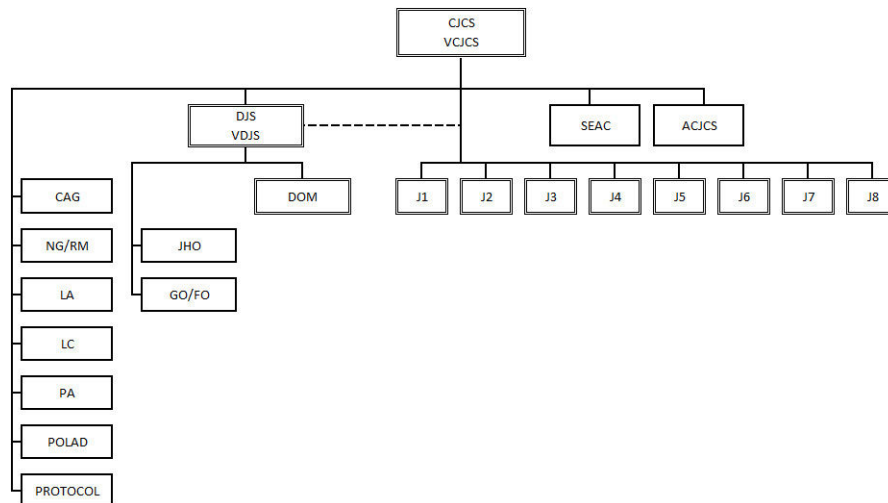 CJCS
VCJCS
DJS
VDJS
SEAC
ACJCS
CAG
DOM
J1
J2
J3
J4
J5
J6
J7
J8
NG/RM
JHO
LA
GO/FO
LC
PA
POLAD
PROTOCOL